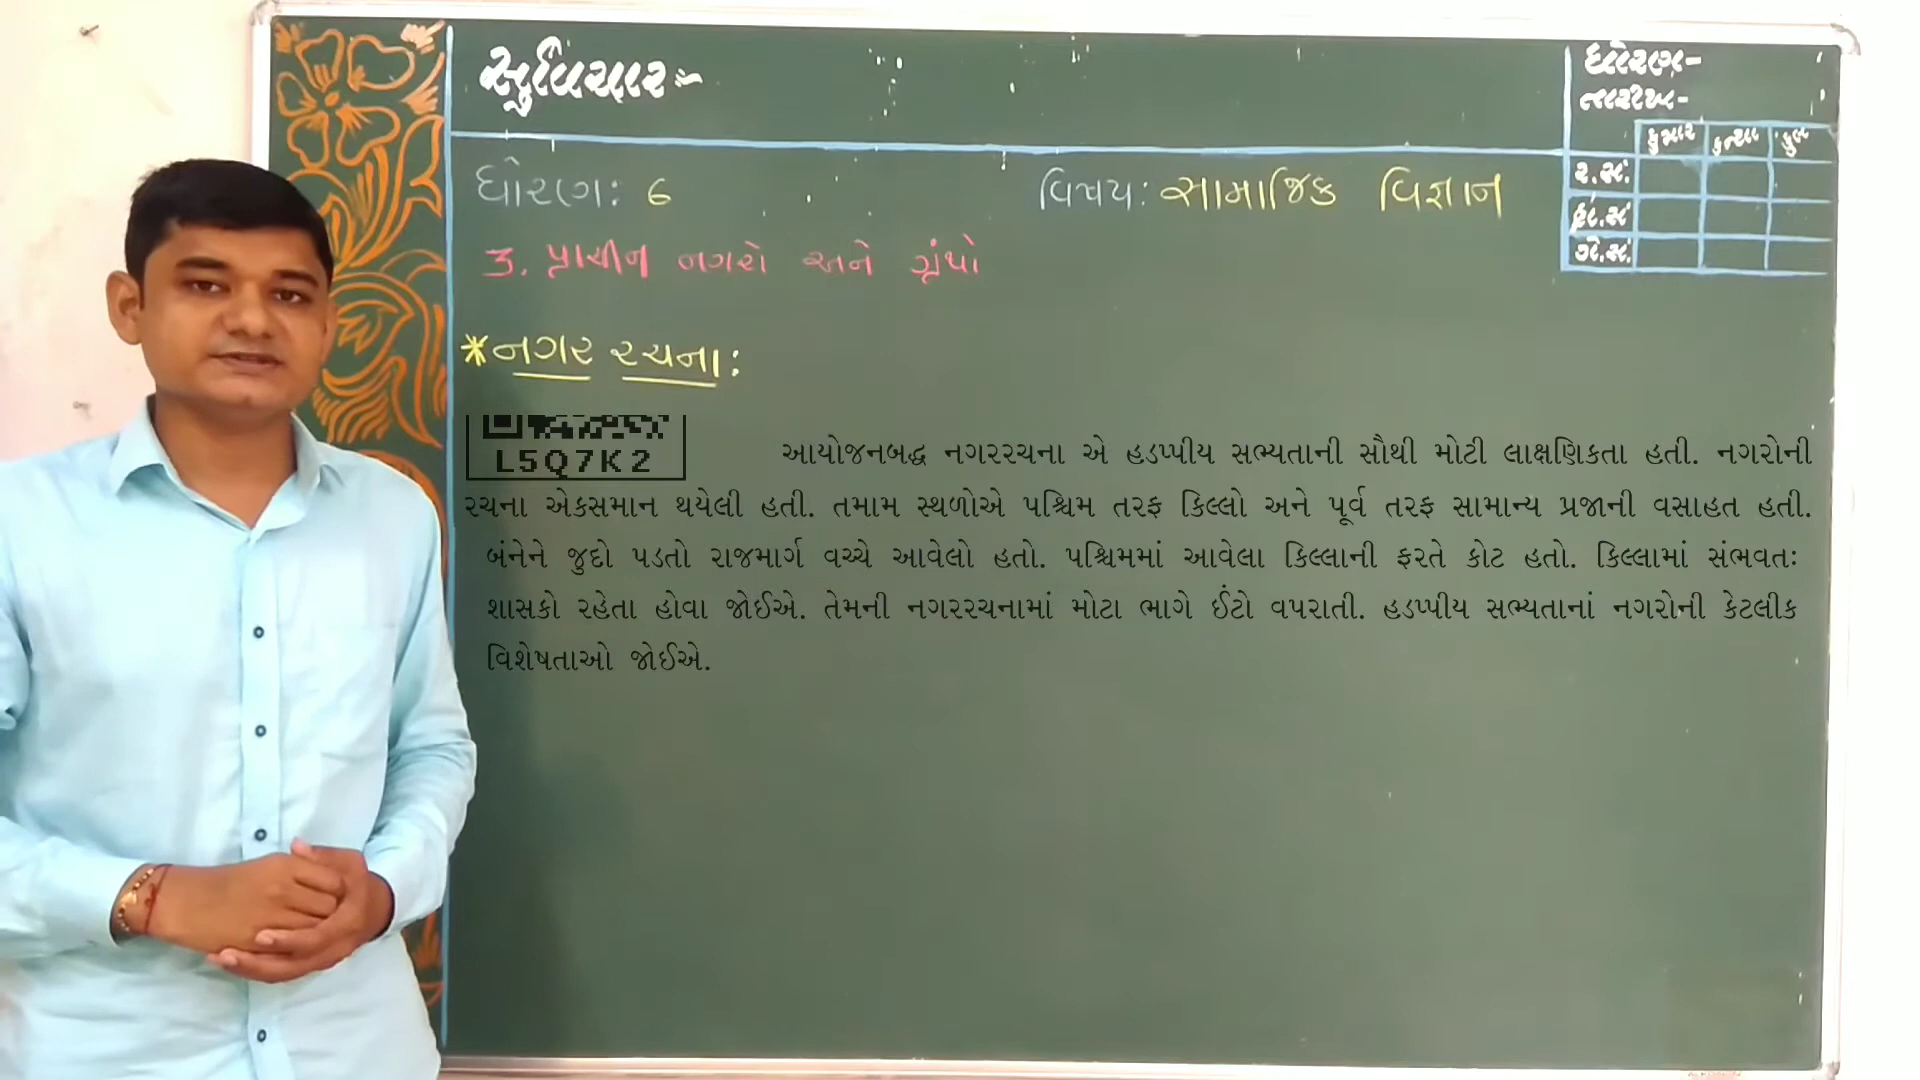 સુવિચાર :-
ધોરણ-
તારીખ-
કુમાર કન્યા કુલ
ર.સં.
હા.સં
ગે.સં.
ધોરણ: 6 વિષય: સામાજિક વિજ્ઞાન
3. પ્રાચીન નગરો અને ગ્રંથો
*નગર રચના:
L5Q7K2
આયોજનબદ્ધ નગરરચના એ હડપ્પીય સભ્યતાની સૌથી મોટી લાક્ષણિકતા હતી. નગરોની
રચના એકસમાન થયેલી હતી. તમામ સ્થળોએ પશ્ચિમ તરફ કિલ્લો અને પૂર્વ તરફ સામાન્ય પ્રજાની વસાહત હતી.
બંનેને જુદો પડતો રાજમાર્ગ વચ્ચે આવેલો હતો. પશ્ચિમમાં આવેલા કિલ્લાની ફરતે કોટ હતો. કિલ્લામાં સંભવતઃ
શાસકો રહેતા હોવા જોઈએ. તેમની નગરરચનામાં મોટા ભાગે ઈંટો વપરાતી. હડપ્પીય સભ્યતાનાં નગરોની કેટલીક
વિશેષતાઓ જોઈએ.